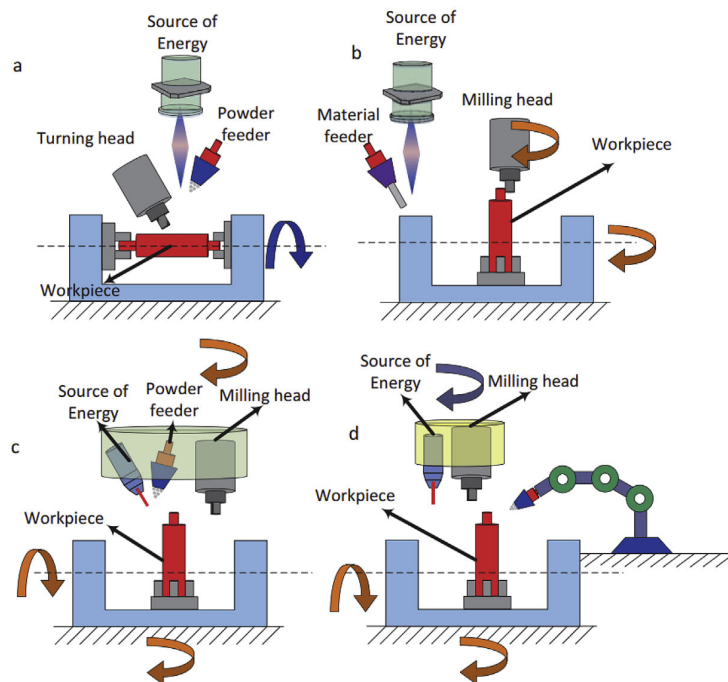 a
Source of
Energy
Powder
feeder
Turning head
Workpiece
b
Source of
Energy
Material
feeder
Milling head
Workpiece
c
Source of
Energy
Powder
feeder
Milling head
Workpiece
d
Source of
Energy
Milling head
Workpiece